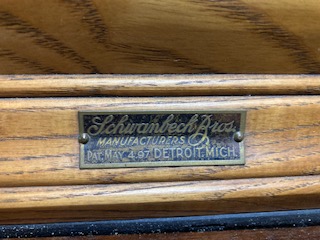 Schwanbeck Bros.
MANUFACTURERS
PAT. MAY. 4.97. DETROIT. MICH.